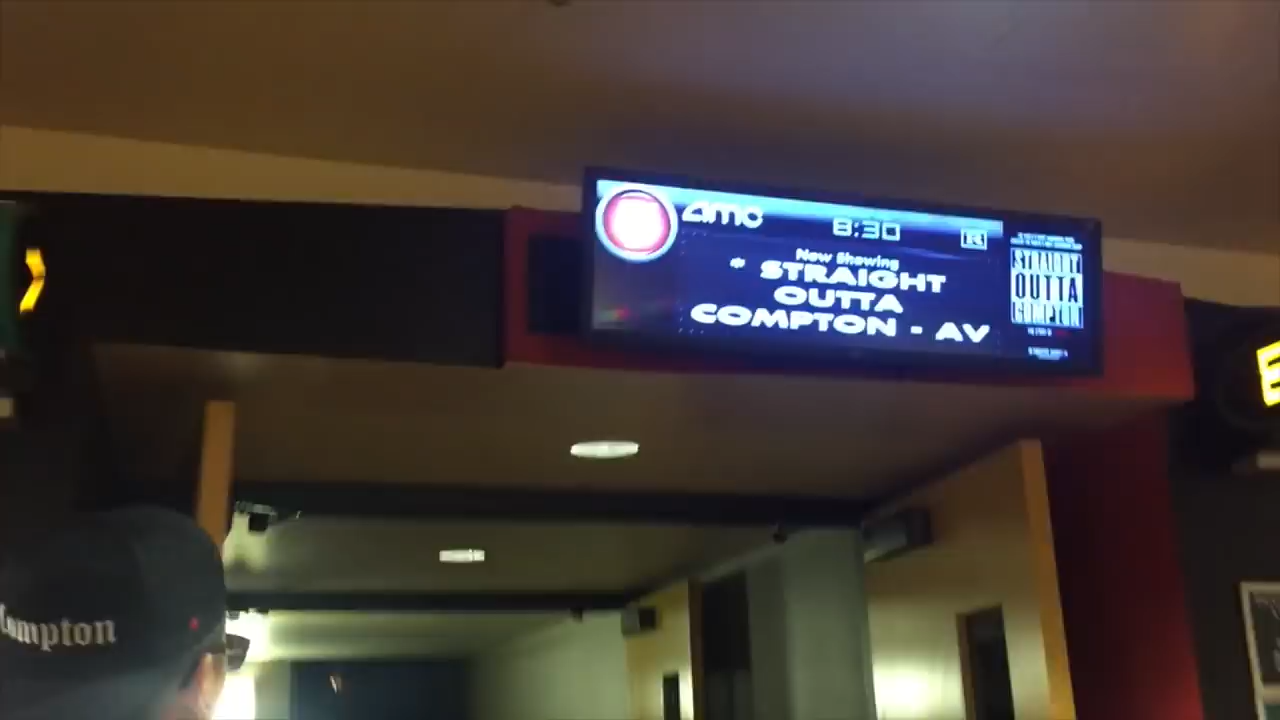 AMC
8:30
R
Now Showing
* STRAIGHT
OUTTA
COMPTON - AV
STRAIGHT
OUTTA
COMPTON
Compton